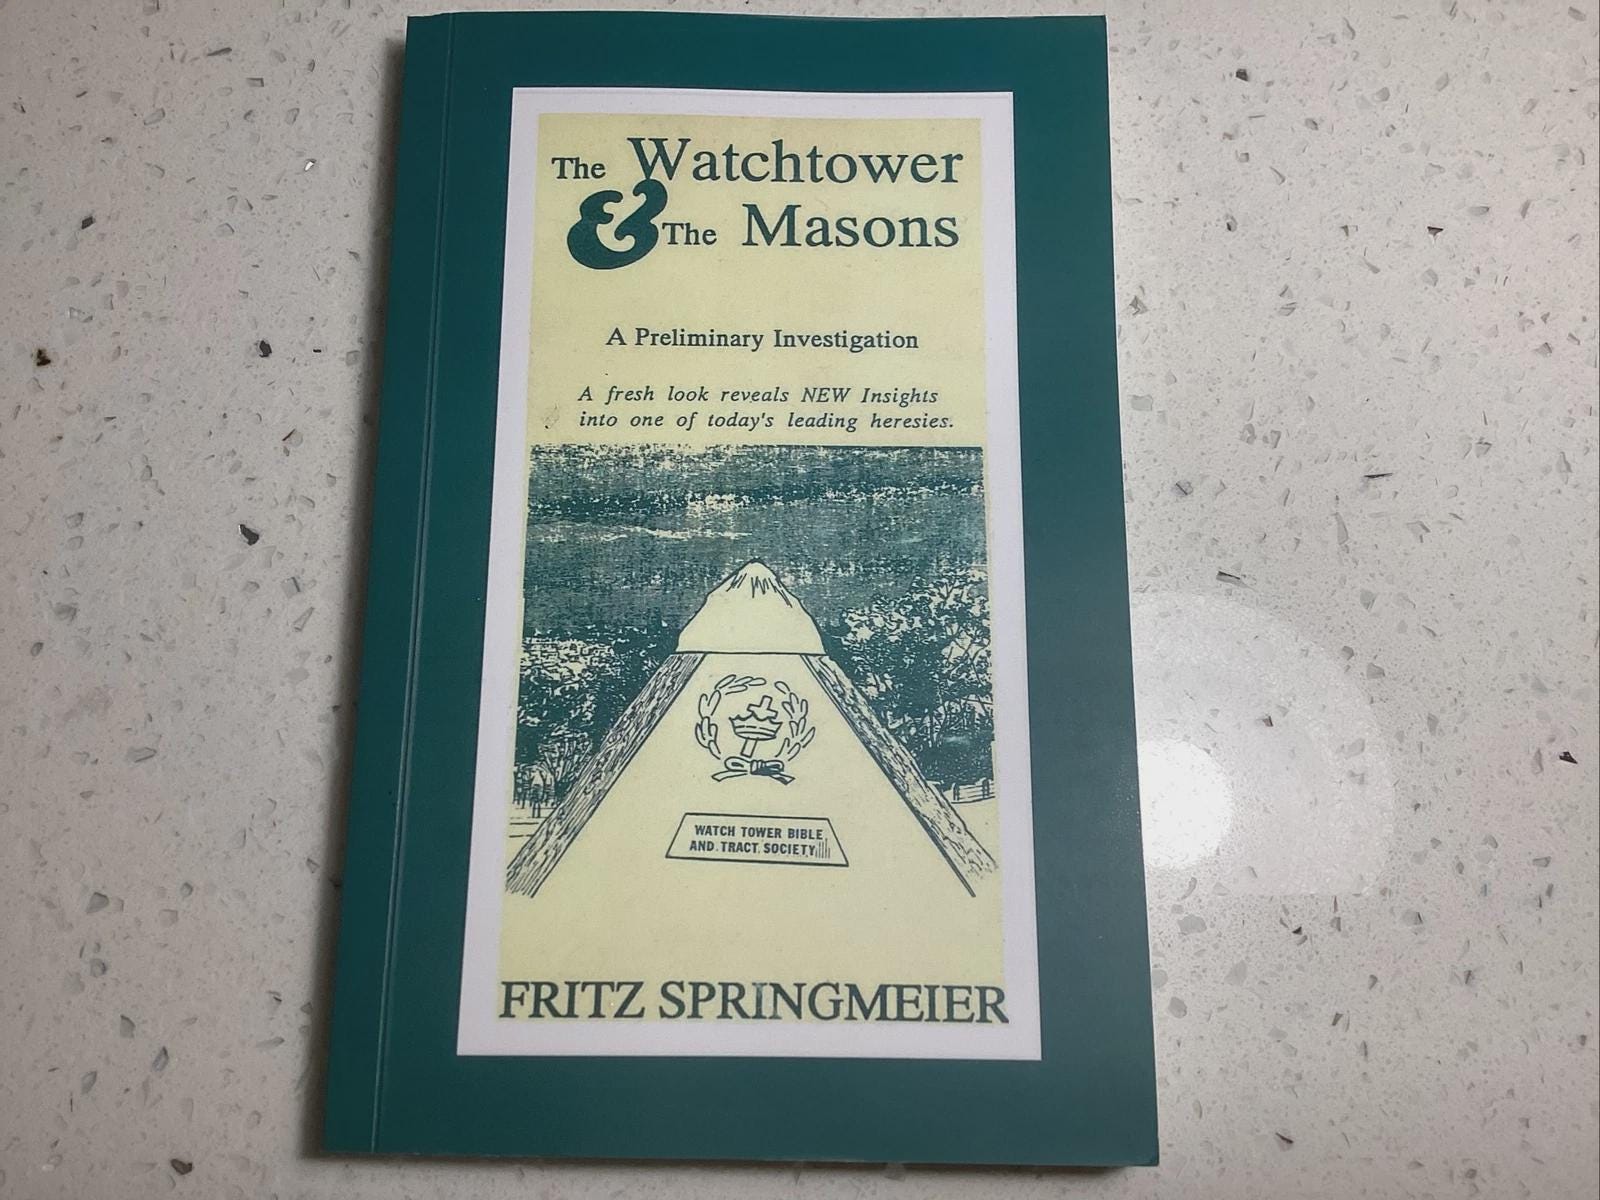 The Watchtower
& The Masons
A Preliminary Investigation
A fresh look reveals NEW Insights
into one of today's leading heresies.
WATCH TOWER BIBLE
AND TRACT SOCIETY
FRITZ SPRINGMEIER